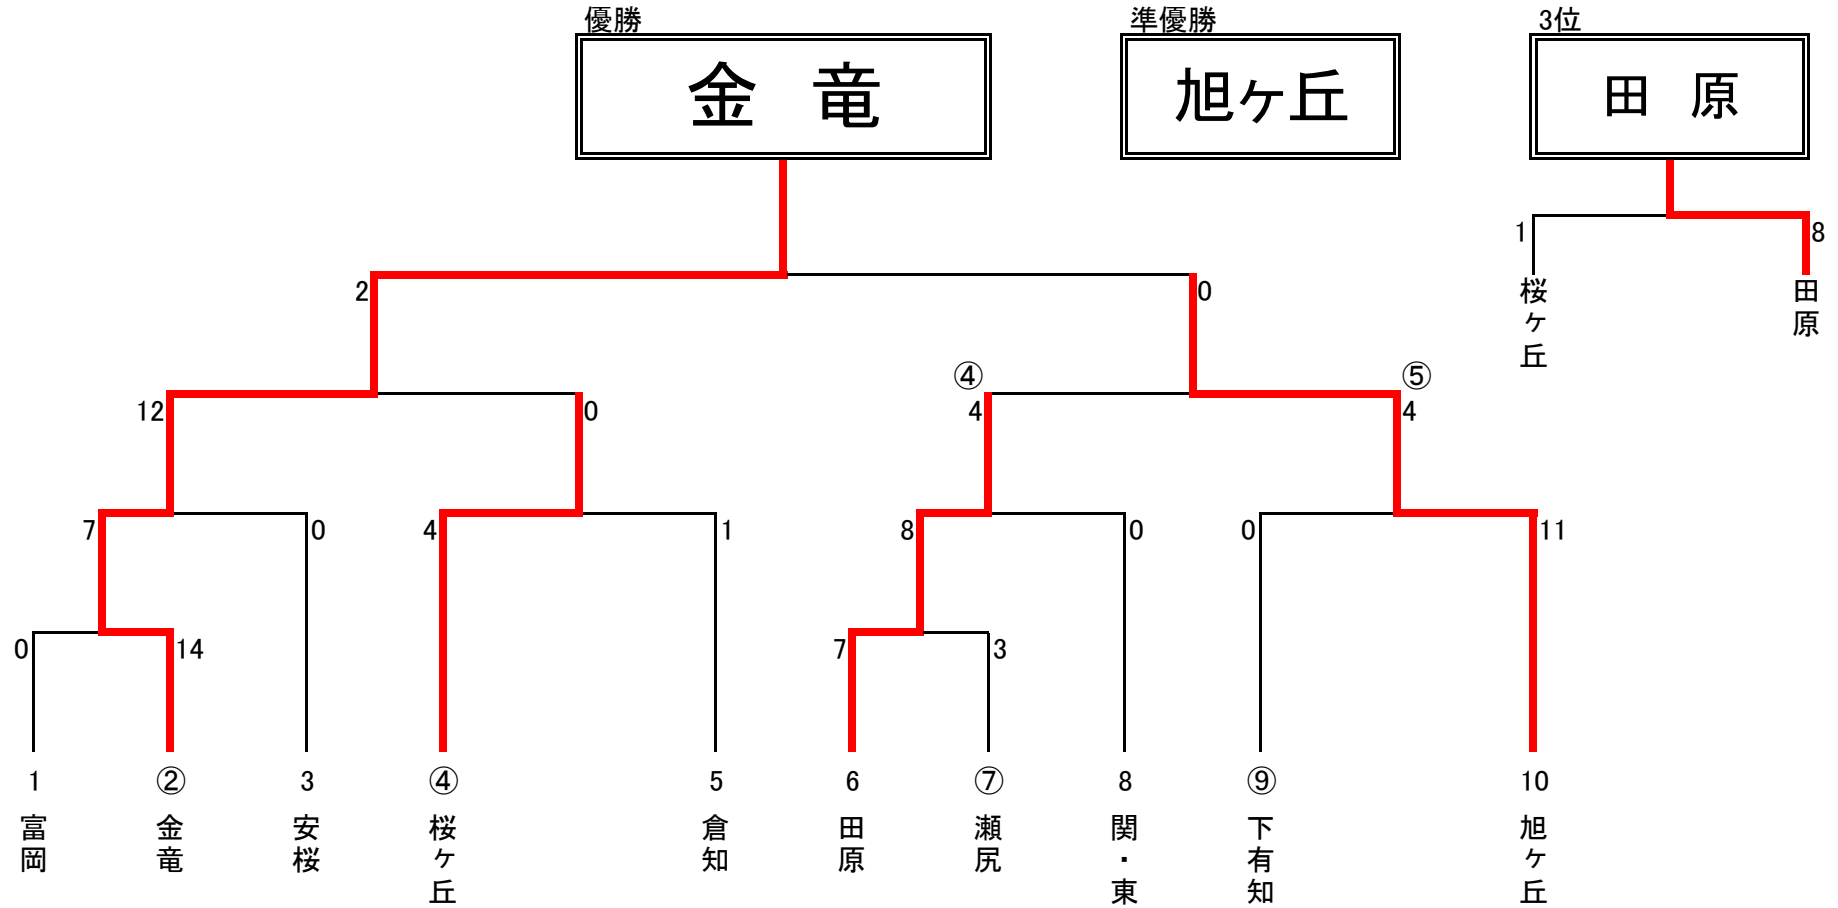 優勝
準優勝
3位
金 竜
旭ヶ丘
田 原
1
8
桜ヶ丘
田原
2
0
④
⑤
12
0
4
4
7
0
4
1
8
0
0
11
0
14
7
3
1
②
3
④
5
6
⑦
8
⑨
10
富岡
金竜
安桜
桜ヶ丘
倉知
田原
瀬尻
関・東
下有知
旭ヶ丘